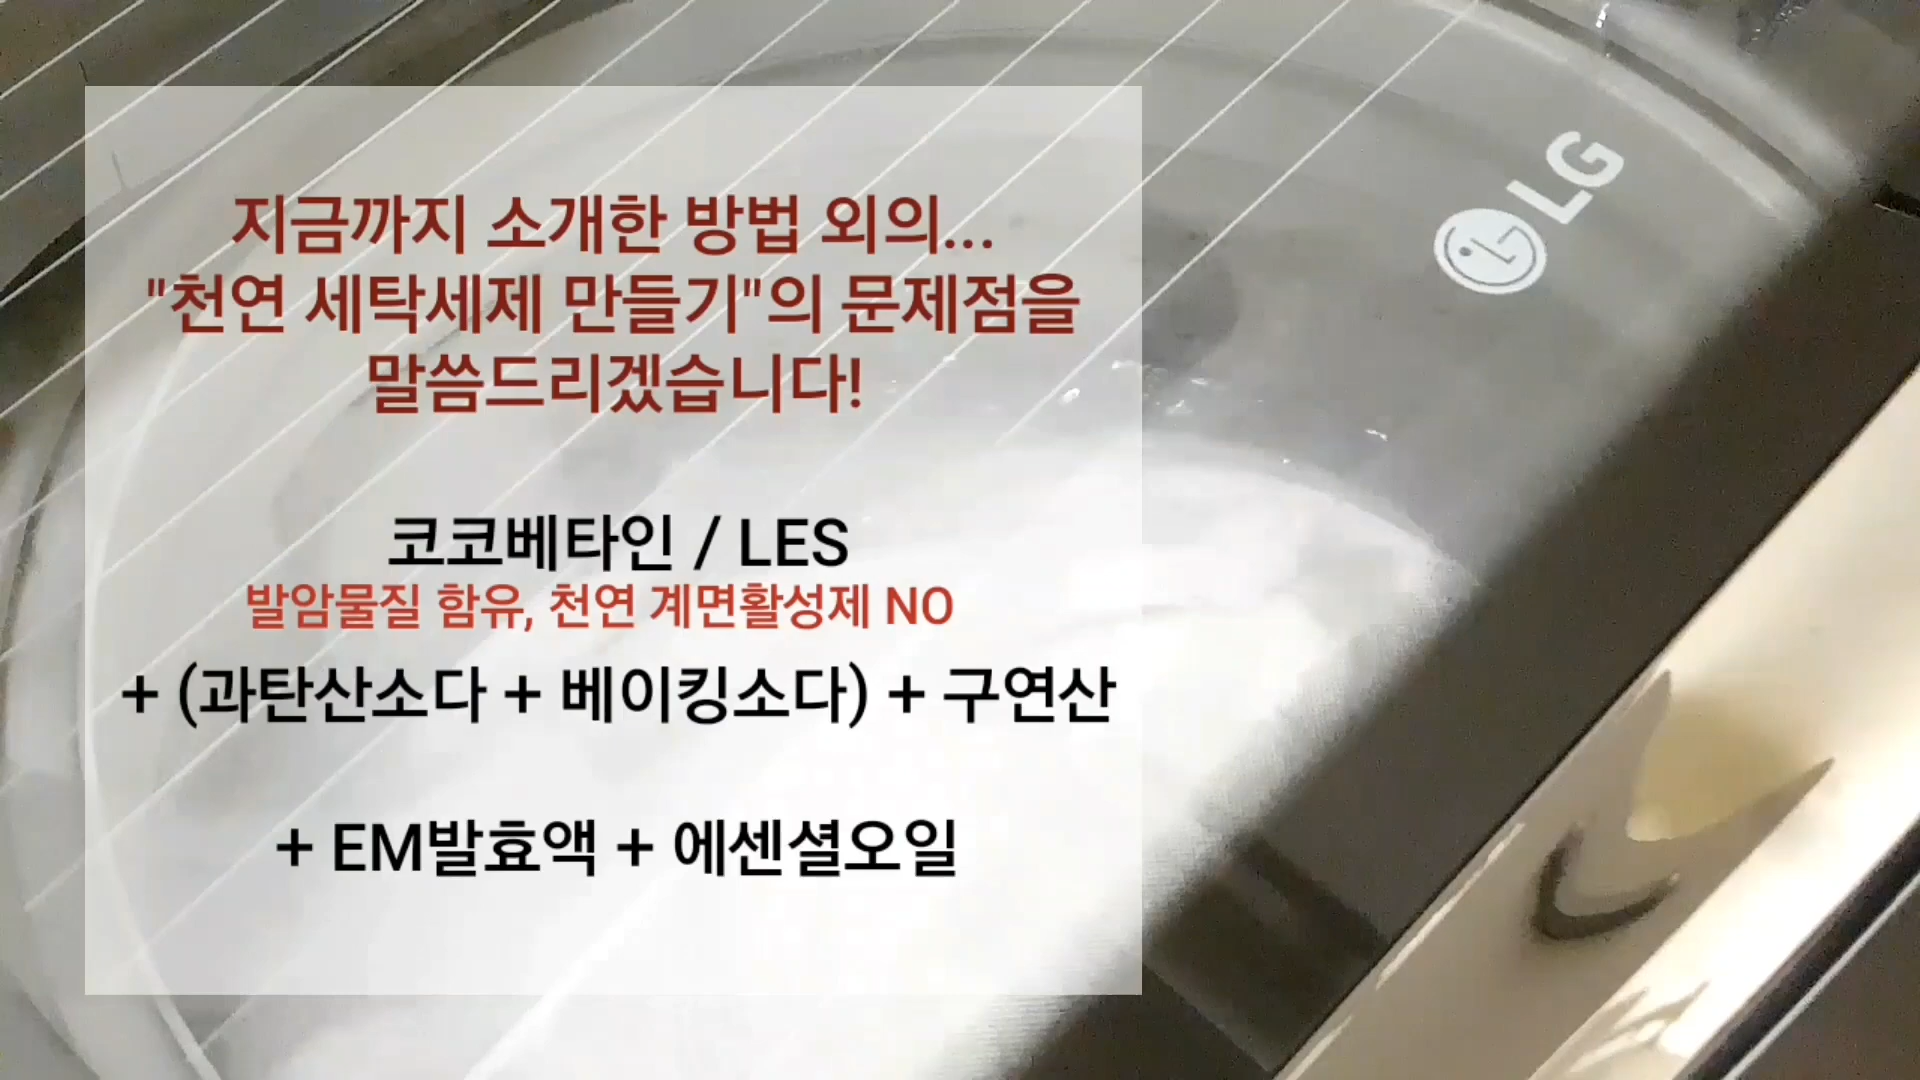 지금까지 소개한 방법 외의...
"천연 세탁세제 만들기"의 문제점을
말씀드리겠습니다!
코코베타인 / LES
발암물질 함유, 천연 계면활성제 NO
+ (과탄산소다 + 베이킹소다) + 구연산
+ EM발효액 + 에센셜오일
LG